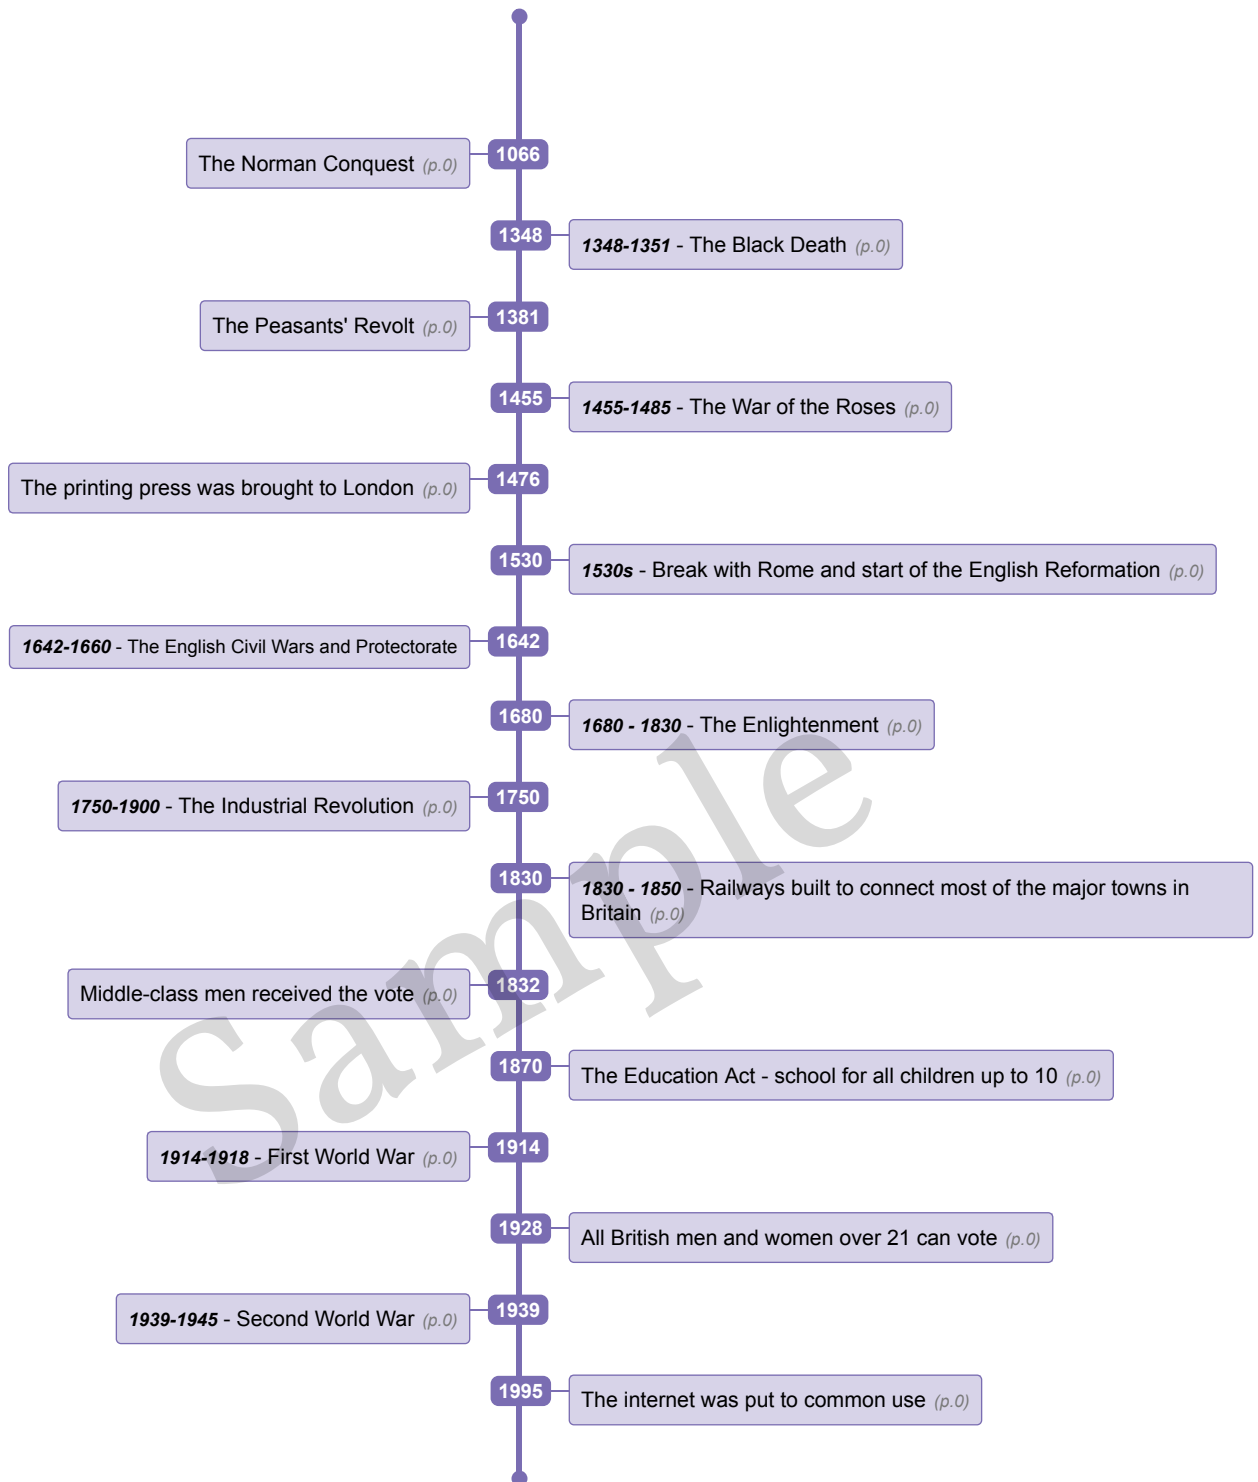 1066
The Norman Conquest (p.0)
1348
1348-1351 - The Black Death (p.0)
1381
The Peasants' Revolt (p.0)
1455
1455-1485 - The War of the Roses (p.0)
1476
The printing press was brought to London (p.0)
1530
1530s - Break with Rome and start of the English Reformation (p.0)
1642
1642-1660 - The English Civil Wars and Protectorate
1680
1680 - 1830 - The Enlightenment (p.0)
1750
1750-1900 - The Industrial Revolution (p.0)
1830
1830 - 1850 - Railways built to connect most of the major towns in
Britain (p.0)
1832
Middle-class men received the vote (p.0)
1870
The Education Act - school for all children up to 10 (p.0)
1914
1914-1918 - First World War (p.0)
1928
All British men and women over 21 can vote (p.0)
1939
1939-1945 - Second World War (p.0)
1995
The internet was put to common use (p.0)
Sample